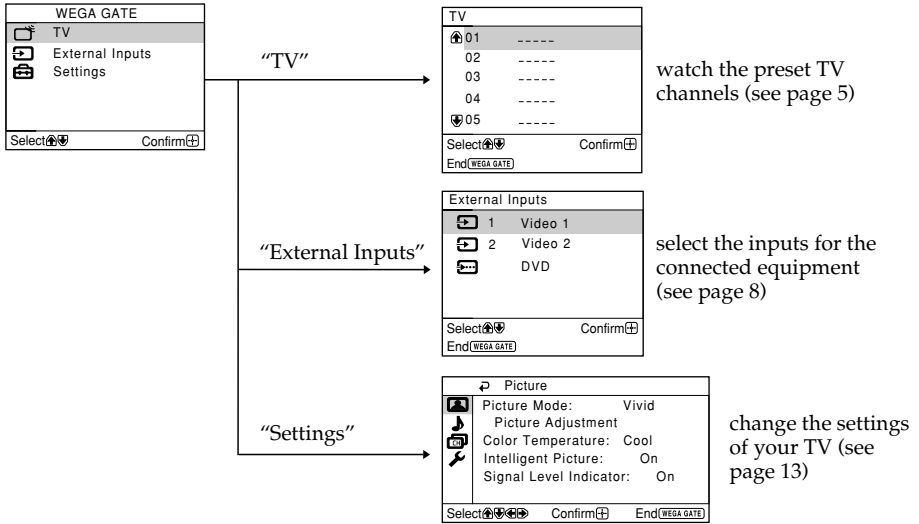 WEGA GATE
TV
External Inputs
Settings
Select Confirm
"TV"
TV
01 -----
02 -----
03 -----
04 -----
05 -----
Select Confirm
End WEGA GATE
watch the preset TV
channels (see page 5)
"External Inputs"
External Inputs
1 Video 1
2 Video 2
DVD
Select Confirm
End WEGA GATE
select the inputs for the
connected equipment
(see page 8)
"Settings"
Picture
Picture Mode: Vivid
Picture Adjustment
CH Color Temperature: Cool
Intelligent Picture: On
Signal Level Indicator: On
Select Confirm End WEGA GATE
change the settings
of your TV (see
page 13)